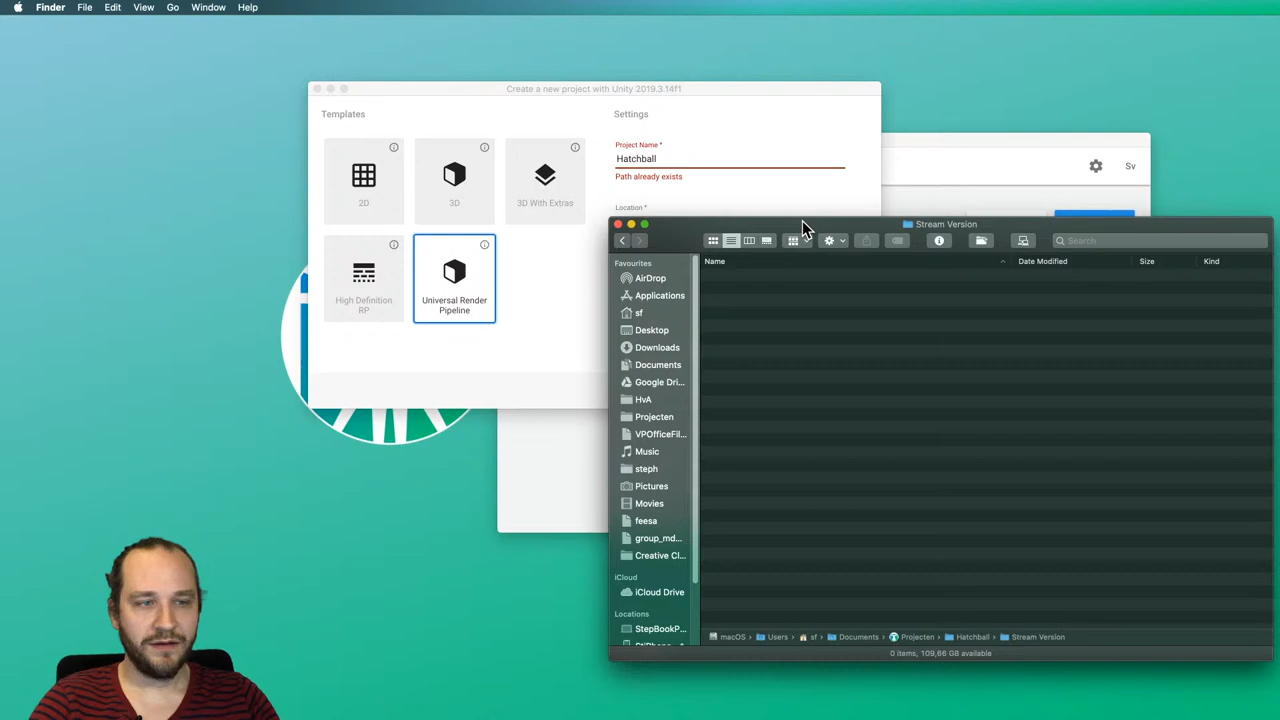 Finder File Edit View Go Window Help
Create a new project with Unity 2019.3.14f1
Templates
Settings
2D
3D
3D With Extras
High Definition
RP
Universal Render
Pipeline
Project Name *
Hatchball
Path already exists
Location *
Sv
Stream Version
Search
Name
Date Modified
Size
Kind
Favourites
AirDrop
Applications
sf
Desktop
Downloads
Documents
Google Dri...
HvA
Projecten
VPOfficeFil...
Music
steph
Pictures
Movies
feesa
group_md...
Creative Cl...
iCloud
iCloud Drive
Locations
StepBookP...
macOS › Users › sf › Documents › Projecten › Hatchball › Stream Version
0 items, 109,66 GB available